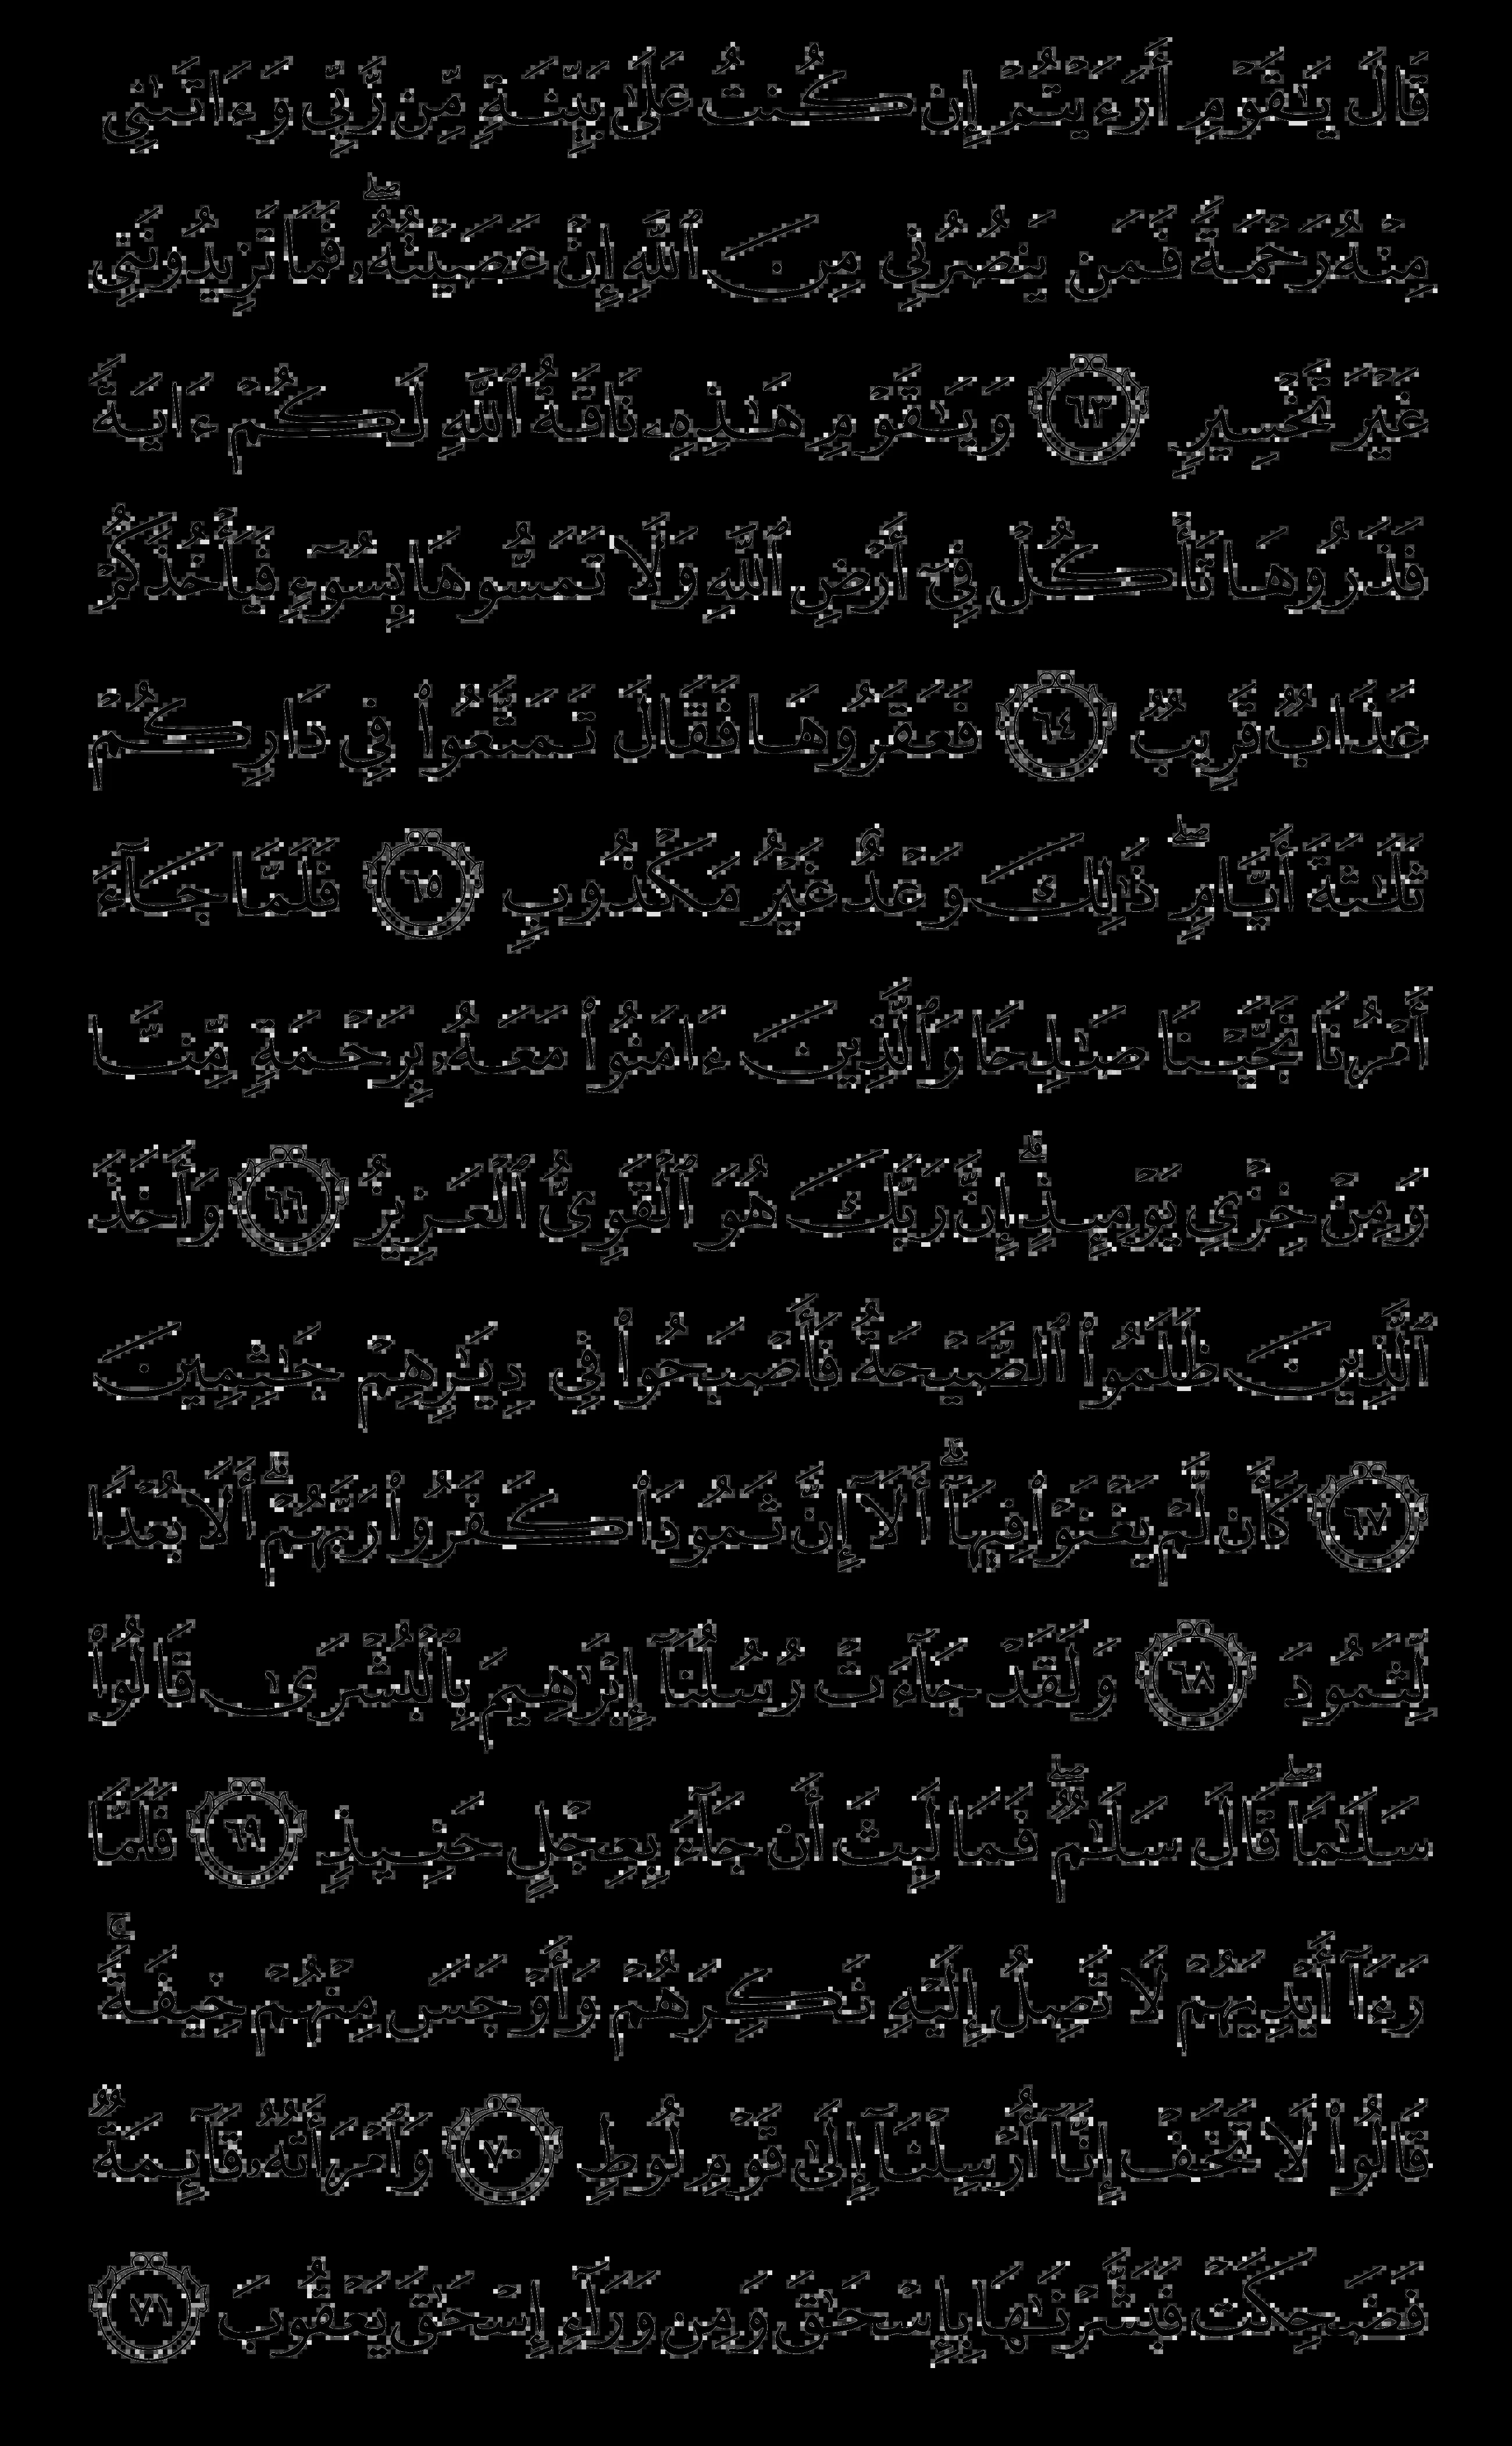 قَالَ يَـٰقَوْمِ أَرَءَيْتُمْ إِن كُنتُ عَلَىٰ بَيِّنَةٍ مِّن رَّبِّى وَءَاتَىٰنِى
مِنْهُ رَحْمَةً فَمَن يَنصُرُنِى مِنَ ٱللَّهِ إِنْ عَصَيْتُهُۥ ۖ فَمَا تَزِيدُونَنِى
غَيْرَ تَخْسِيرٍ ٦٣ وَيَـٰقَوْمِ هَـٰذِهِۦ نَاقَةُ ٱللَّهِ لَكُمْ ءَايَةً
فَذَرُوهَا تَأْكُلْ فِىٓ أَرْضِ ٱللَّهِ وَلَا تَمَسُّوهَا بِسُوٓءٍ فَيَأْخُذَكُمْ
عَذَابٌ قَرِيبٌ ٦٤ فَعَقَرُوهَا فَقَالَ تَمَتَّعُوا۟ فِى دَارِكُمْ
ثَلَـٰثَةَ أَيَّامٍ ۖ ذَٰلِكَ وَعْدٌ غَيْرُ مَكْذُوبٍ ٦٥ فَلَمَّا جَآءَ
أَمْرُنَا نَجَّيْنَا صَـٰلِحًا وَٱلَّذِينَ ءَامَنُوا۟ مَعَهُۥ بِرَحْمَةٍ مِّنَّا
وَمِنْ خِزْىِ يَوْمِئِذٍ ۗ إِنَّ رَبَّكَ هُوَ ٱلْقَوِىُّ ٱلْعَزِيزُ ٦٦ وَأَخَذَ
ٱلَّذِينَ ظَلَمُوا۟ ٱلصَّيْحَةُ فَأَصْبَحُوا۟ فِى دِيَـٰرِهِمْ جَـٰثِمِينَ
٦٧ كَأَن لَّمْ يَغْنَوْا۟ فِيهَآ ۗ أَلَآ إِنَّ ثَمُودَا۟ كَفَرُوا۟ رَبَّهُمْ ۗ أَلَا بُعْدًا
لِّثَمُودَ ٦٨ وَلَقَدْ جَآءَتْ رُسُلُنَآ إِبْرَٰهِيمَ بِٱلْبُشْرَىٰ قَالُوا۟
سَلَـٰمًا ۖ قَالَ سَلَـٰمٌ ۖ فَمَا لَبِثَ أَن جَآءَ بِعِجْلٍ حَنِيذٍ ٦٩ فَلَمَّا
رَءَآ أَيْدِيَهُمْ لَا تَصِلُ إِلَيْهِ نَكِرَهُمْ وَأَوْجَسَ مِنْهُمْ خِيفَةً ۚ
قَالُوا۟ لَا تَخَفْ إِنَّآ أُرْسِلْنَآ إِلَىٰ قَوْمِ لُوطٍ ٧٠ وَٱمْرَأَتُهُۥ قَآئِمَةٌ
فَضَحِكَتْ فَبَشَّرْنَـٰهَا بِإِسْحَـٰقَ وَمِن وَرَآءِ إِسْحَـٰقَ يَعْقُوبَ ٧١